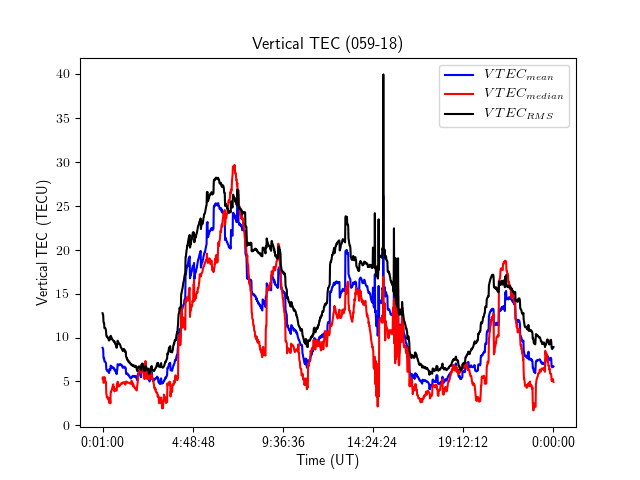 Vertical TEC (059-18)
VTEC_mean
VTEC_median
VTEC_RMS
Vertical TEC (TECU)
40
35
30
25
20
15
10
5
0
0:01:00 4:48:48 9:36:36 14:24:24 19:12:12 0:00:00
Time (UT)